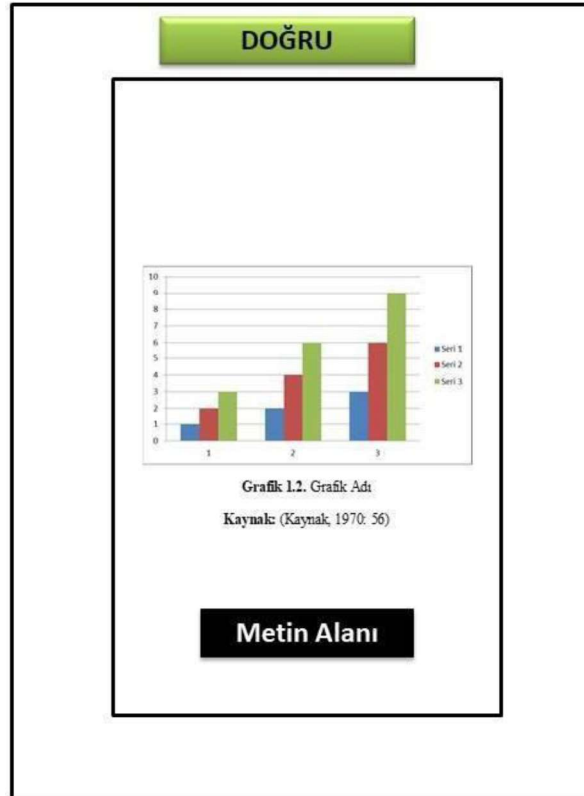 DOĞRU
10
9
8
7
6
5
4
3
2
1
0
1 2 3
Seri 1
Seri 2
Seri 3
Grafik 1.2. Grafik Adı
Kaynak: (Kaynak, 1970: 56)
Metin Alanı